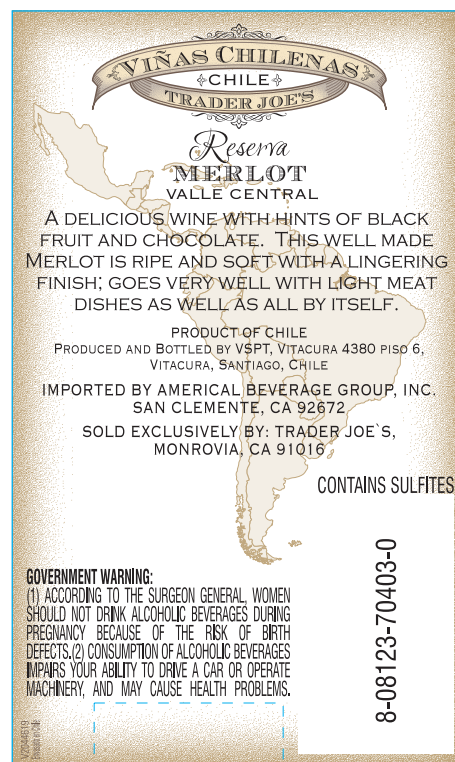 VIÑAS CHILENAS
CHILE
TRADER JOE'S
Reserva
MERLOT
VALLE CENTRAL
A DELICIOUS WINE WITH HINTS OF BLACK
FRUIT AND CHOCOLATE. THIS WELL MADE
MERLOT IS RIPE AND SOFT WITH A LINGERING
FINISH; GOES VERY WELL WITH LIGHT MEAT
DISHES AS WELL AS ALL BY ITSELF.
PRODUCT OF CHILE
PRODUCED AND BOTTLED BY VSPT, VITACURA 4380 PISO 6,
VITACURA, SANTIAGO, CHILE
IMPORTED BY AMERICAL BEVERAGE GROUP, INC.
SAN CLEMENTE, CA 92672
SOLD EXCLUSIVELY BY: TRADER JOE`S,
MONROVIA, CA 91016
CONTAINS SULFITES
GOVERNMENT WARNING:
(1) ACCORDING TO THE SURGEON GENERAL, WOMEN
SHOULD NOT DRINK ALCOHOLIC BEVERAGES DURING
PREGNANCY BECAUSE OF THE RISK OF BIRTH
DEFECTS.(2) CONSUMPTION OF ALCOHOLIC BEVERAGES
IMPAIRS YOUR ABILITY TO DRIVE A CAR OR OPERATE
MACHINERY, AND MAY CAUSE HEALTH PROBLEMS.
8-08123-70403-0